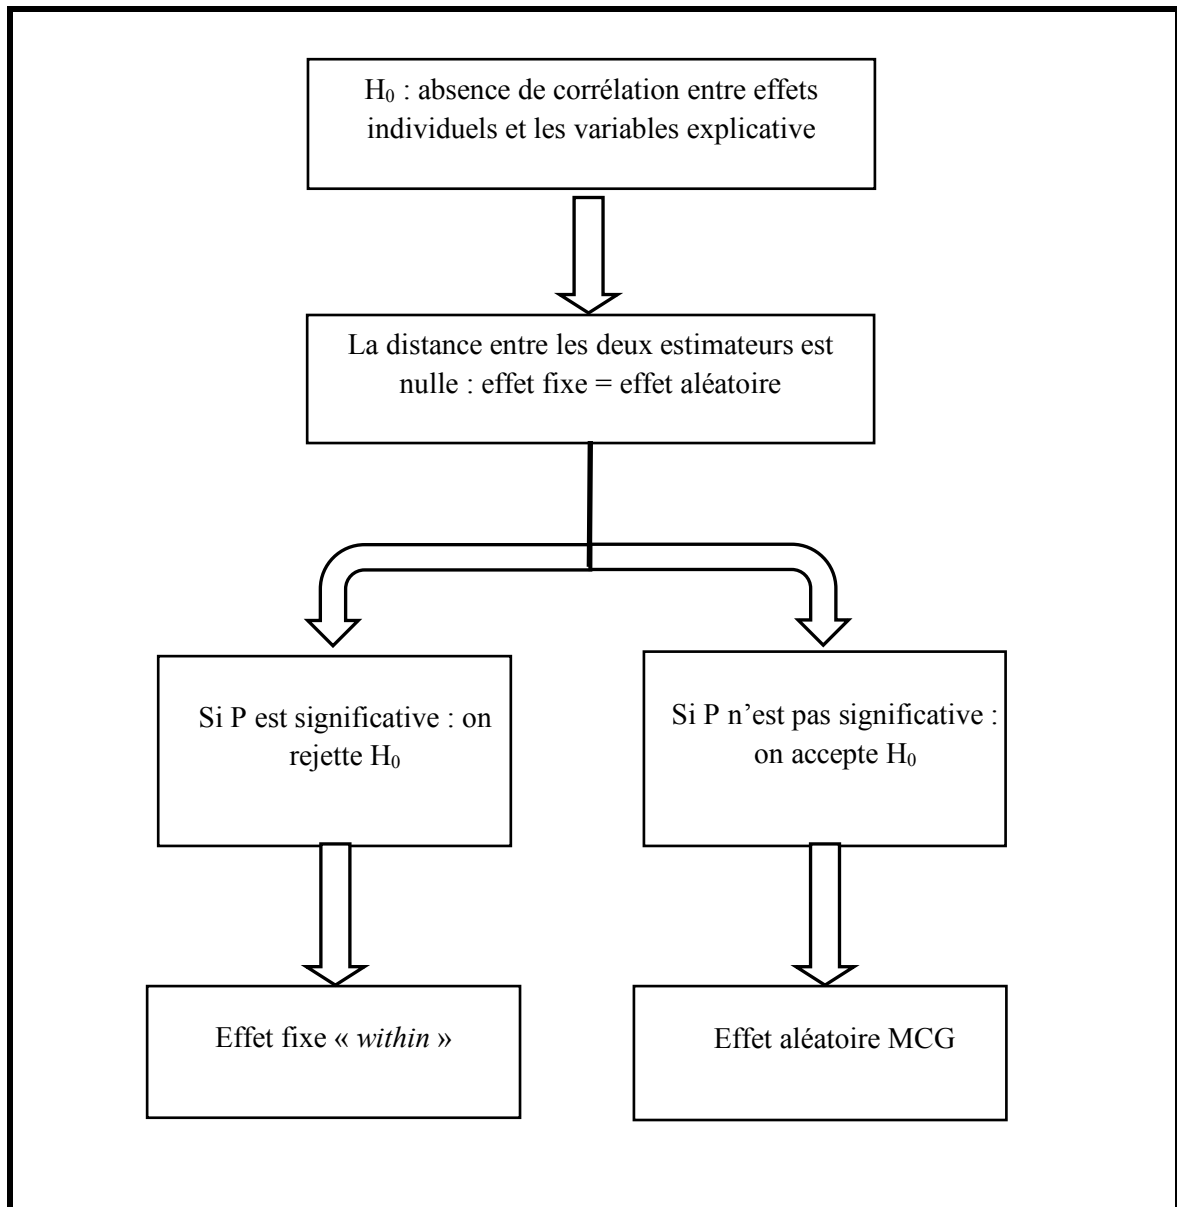 H₀ : absence de corrélation entre effets
individuels et les variables explicative
La distance entre les deux estimateurs est
nulle : effet fixe = effet aléatoire
Si P est significative : on
rejette H₀
Si P n’est pas significative :
on accepte H₀
Effet fixe « within »
Effet aléatoire MCG